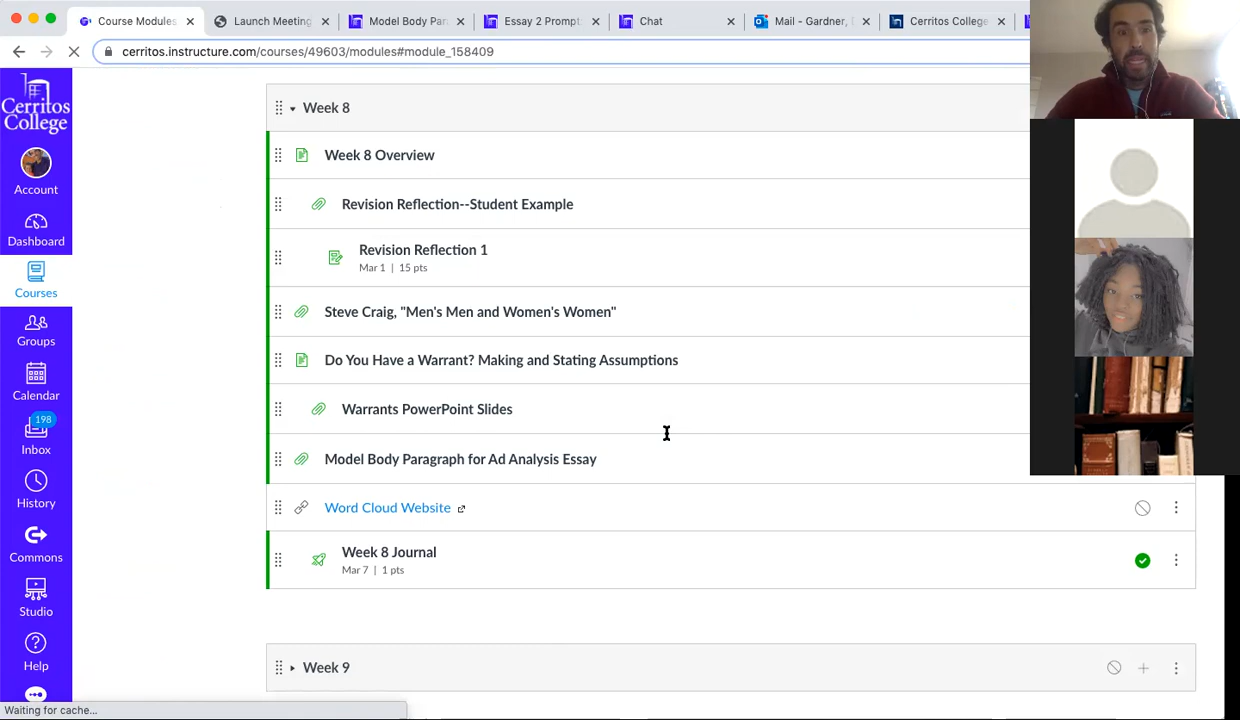 Course Modules
Launch Meeting
Model Body Par
Essay 2 Prompt
Chat
Mail - Gardner,
Cerritos College
cerritos.instructure.com/courses/49603/modules#module_158409
Cerritos
College
Account
Dashboard
Courses
Groups
Calendar
198
Inbox
History
Commons
Studio
Help
Week 8
Week 8 Overview
Revision Reflection--Student Example
Revision Reflection 1
Mar 1 | 15 pts
Steve Craig, "Men's Men and Women's Women"
Do You Have a Warrant? Making and Stating Assumptions
Warrants PowerPoint Slides
Model Body Paragraph for Ad Analysis Essay
Word Cloud Website
Week 8 Journal
Mar 7 | 1 pts
Week 9
Waiting for cache...